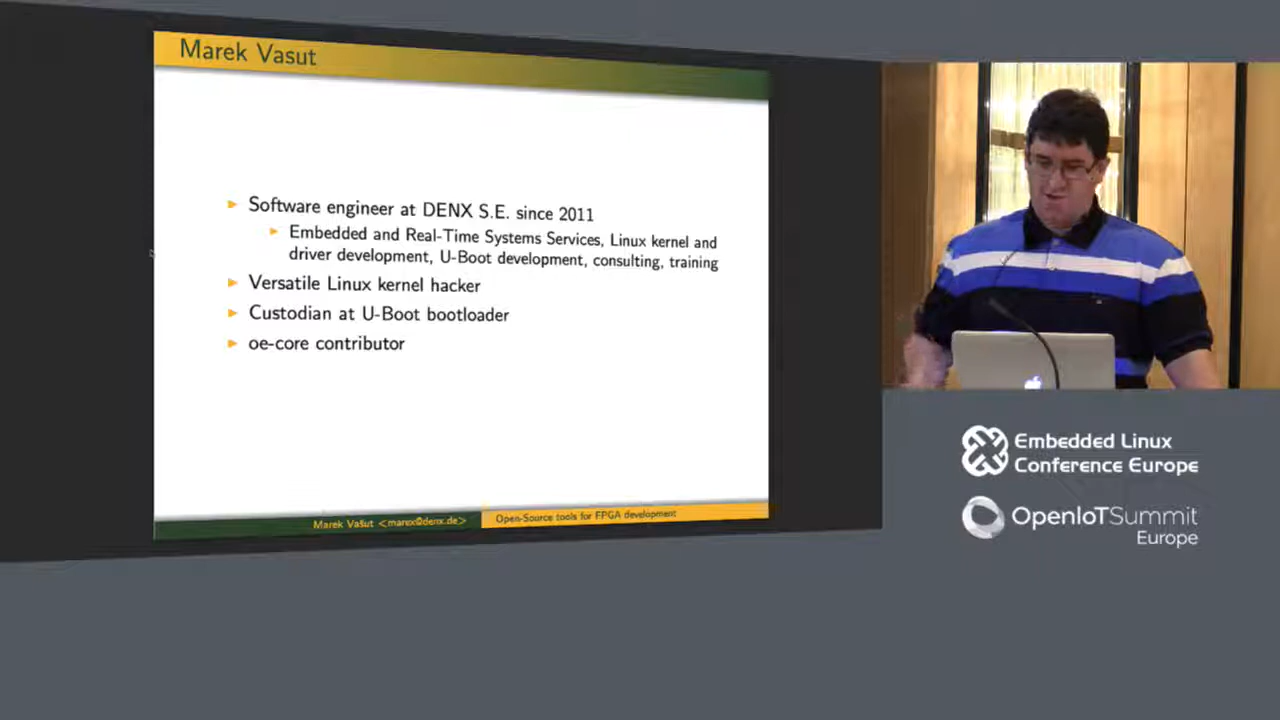 Marek Vasut
Software engineer at DENX S.E. since 2011
Embedded and Real-Time Systems Services, Linux kernel and
driver development, U-Boot development, consulting, training
Versatile Linux kernel hacker
Custodian at U-Boot bootloader
oe-core contributor
Marek Vašut <marex@denx.de>
Open-Source tools for FPGA development
Embedded Linux
Conference Europe
OpenIoTSummit
Europe